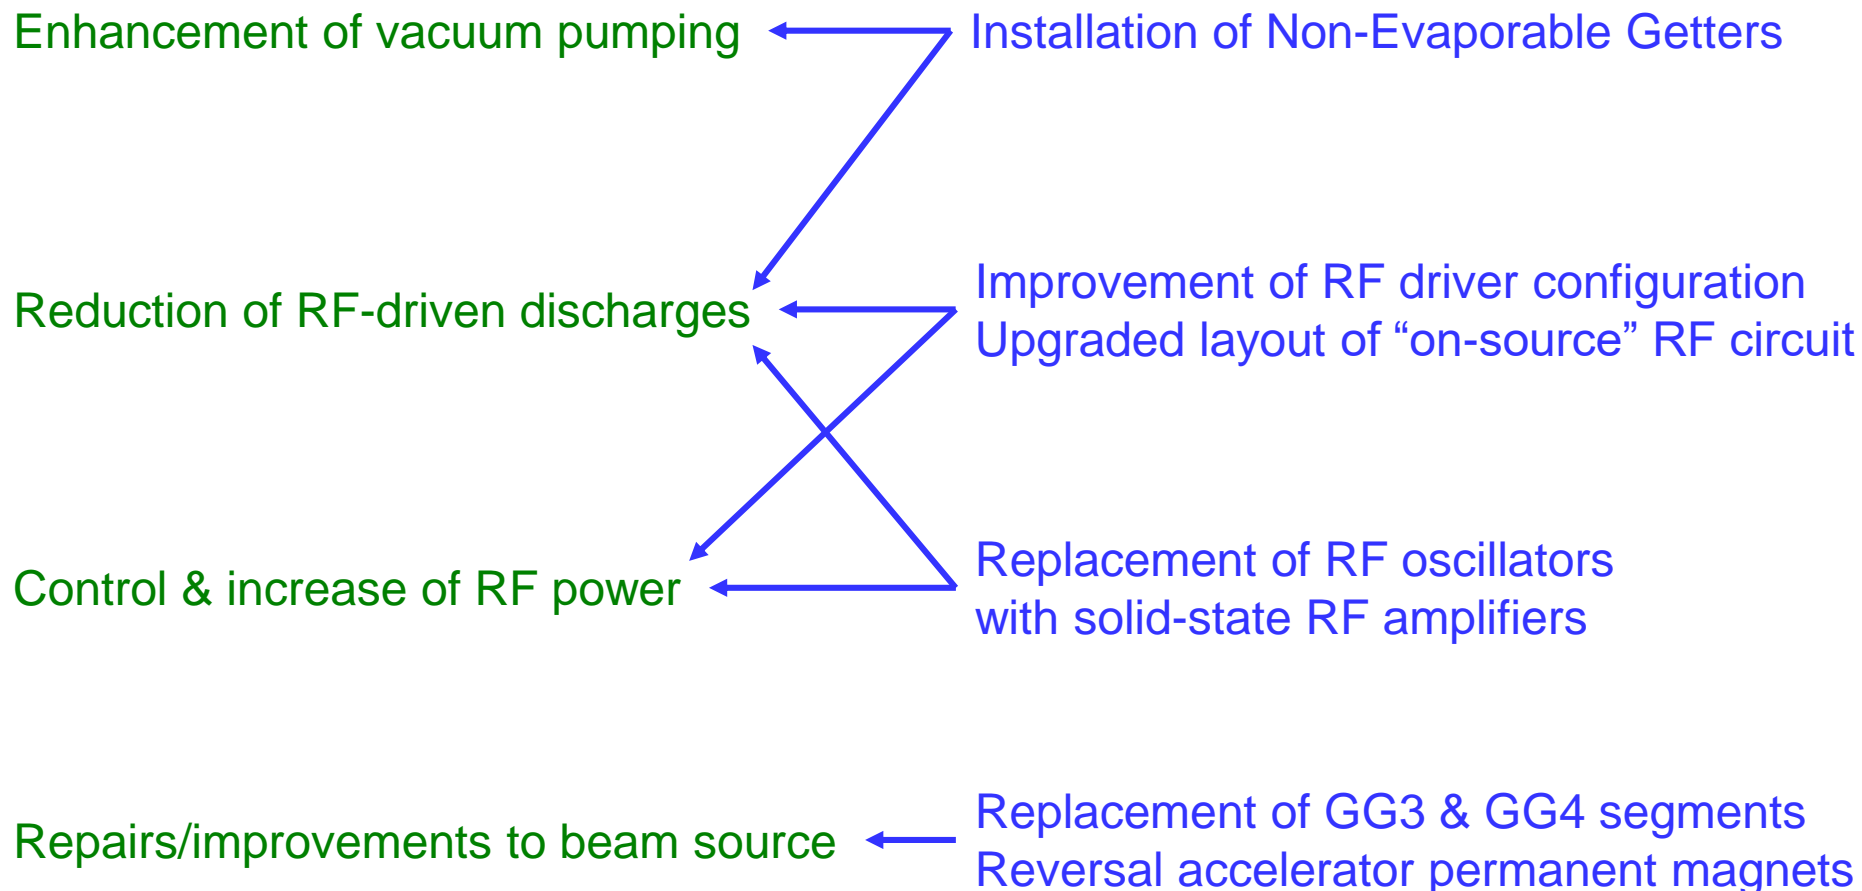 Enhancement of vacuum pumping
Installation of Non-Evaporable Getters
Reduction of RF-driven discharges
Improvement of RF driver configuration
Upgraded layout of “on-source” RF circuit
Control & increase of RF power
Replacement of RF oscillators
with solid-state RF amplifiers
Repairs/improvements to beam source
Replacement of GG3 & GG4 segments
Reversal accelerator permanent magnets